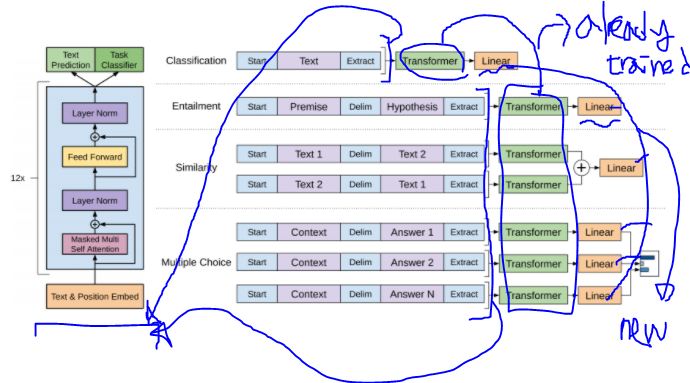 Text Prediction
Task Classifier
12x
Layer Norm
Feed Forward
Layer Norm
Masked Multi Self Attention
Text & Position Embed
Classification Start Text Extract Transformer Linear
already
trained
Entailment Start Premise Delim Hypothesis Extract Transformer Linear
Similarity
Start Text 1 Delim Text 2 Extract Transformer
Linear
Start Text 2 Delim Text 1 Extract Transformer
Multiple Choice
Start Context Delim Answer 1 Extract Transformer Linear
Start Context Delim Answer 2 Extract Transformer Linear
Start Context Delim Answer N Extract Transformer Linear
new